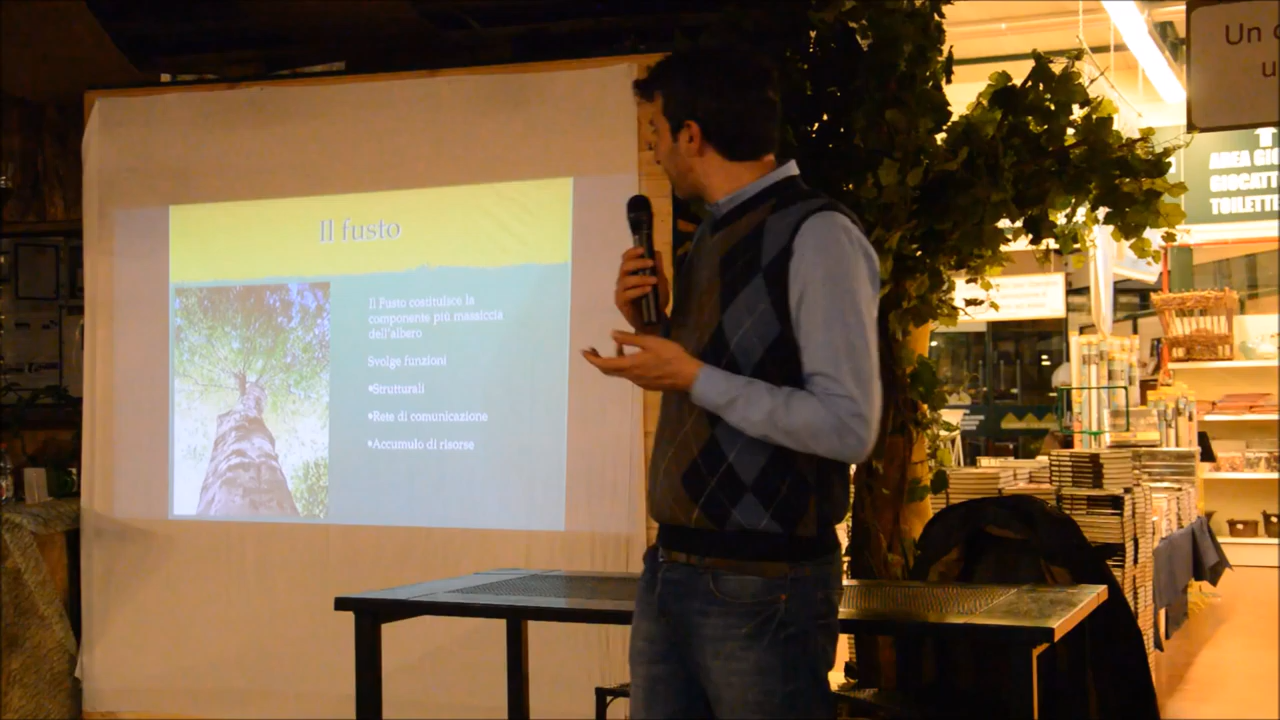 Il fusto
Il Fusto costituisce la
componente più massiccia
dell'albero
Svolge funzioni
•Strutturali
•Rete di comunicazione
•Accumulo di risorse
Un
AREA GIO
GIOCATT
TOILETTE